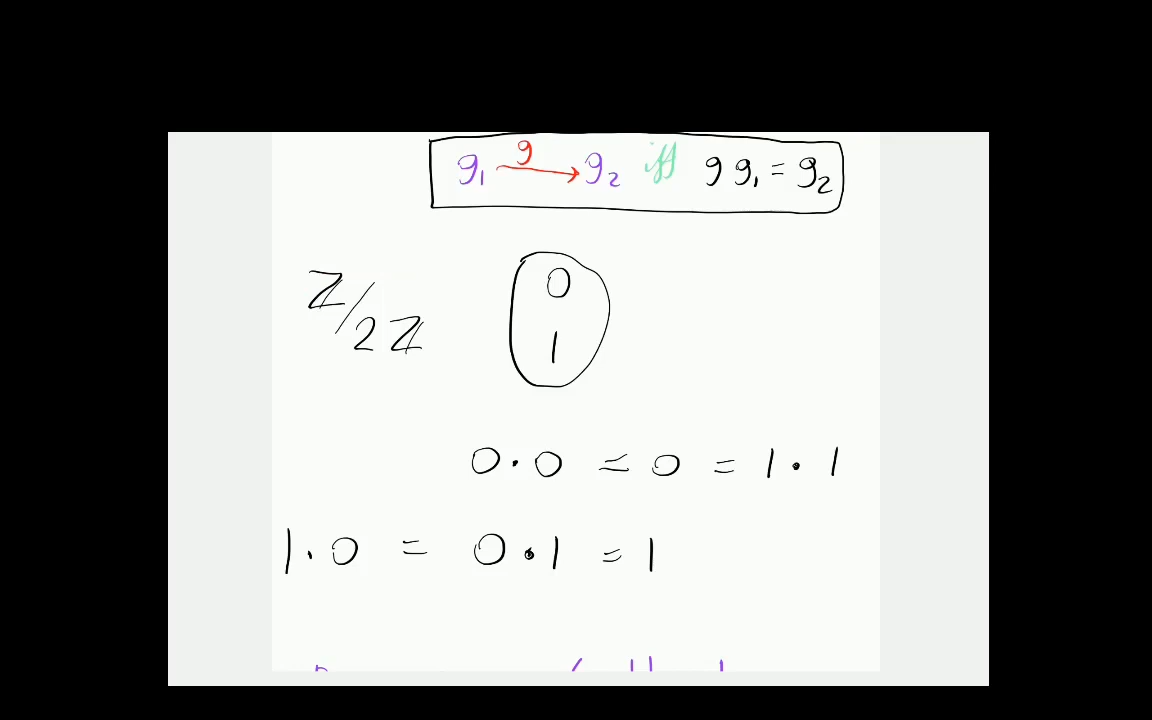 g₁ —g→ g₂ iff g g₁ = g₂
Z/2Z
0
1
0 · 0 = 0 = 1 · 1
1 · 0 = 0 · 1 = 1